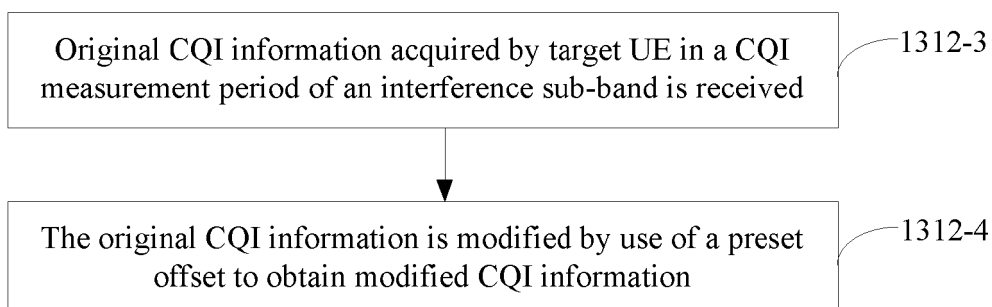 Original CQI information acquired by target UE in a CQI
measurement period of an interference sub-band is received
1312-3
The original CQI information is modified by use of a preset
offset to obtain modified CQI information
1312-4